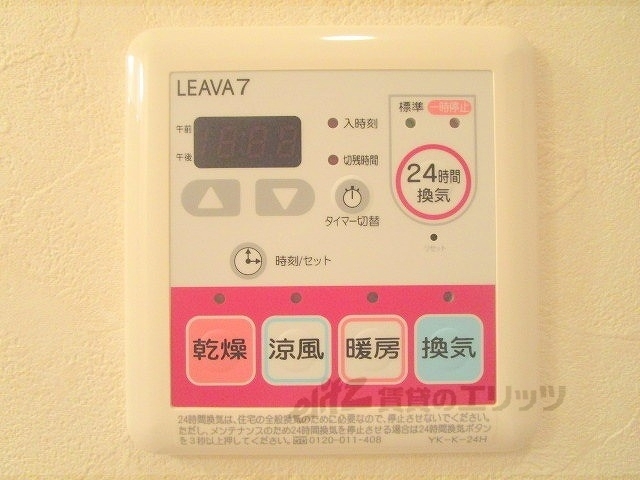 LEAVA7
標準 一時停止
午前
午後
入時刻
切残時間
24時間
換気
タイマー切替
リセット
時刻/セット
乾燥 涼風 暖房 換気
elitz 賃貸のエリッツ
24時間換気は、住宅の全般換気のために必要なので、停止させないでください。
ただし、メンテナンスのため24時間換気を停止させる場合は24時間換気ボタン
を3秒以上押してください。 0120-011-408 YK-K-24H